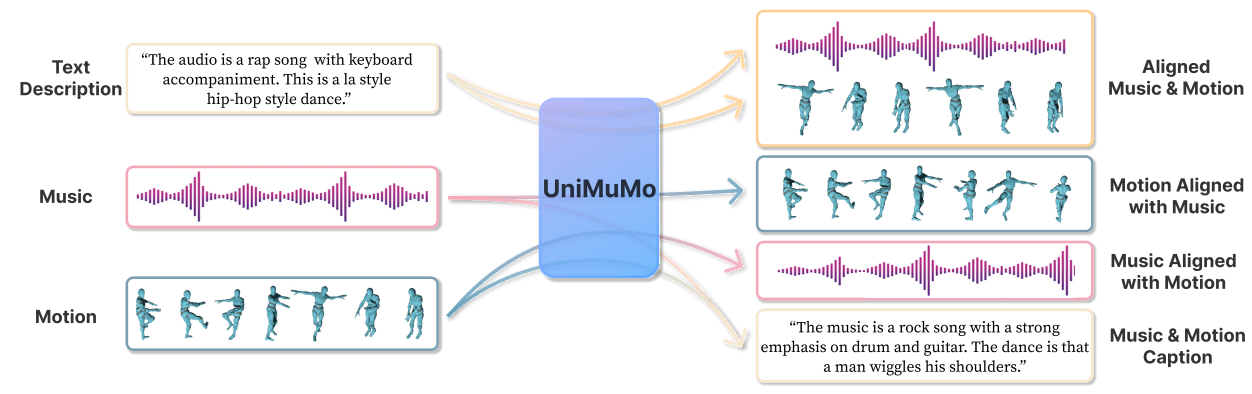 Text
Description
“The audio is a rap song with keyboard
accompaniment. This is a la style
hip-hop style dance.”
Music
Motion
UniMuMo
Aligned
Music & Motion
Motion Aligned
with Music
Music Aligned
with Motion
“The music is a rock song with a strong
emphasis on drum and guitar. The dance is that
a man wiggles his shoulders.”
Music & Motion
Caption